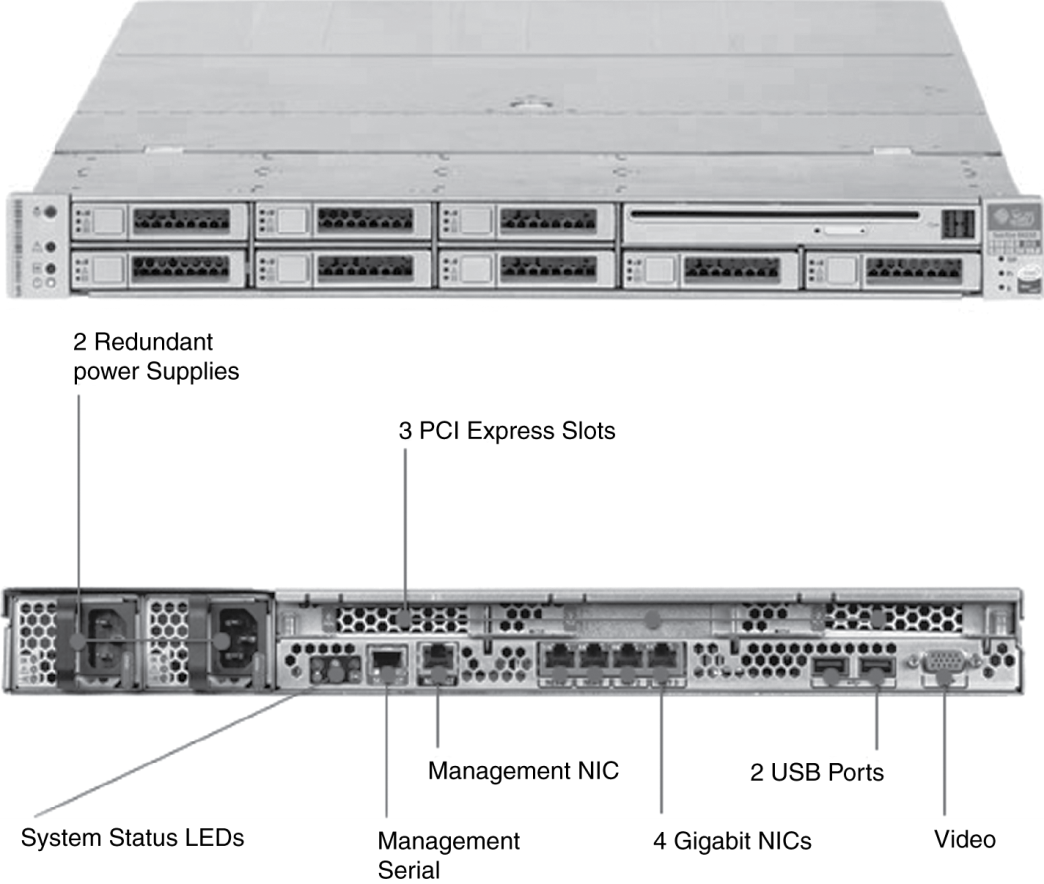 Sun
2 Redundant
power Supplies
3 PCI Express Slots
Management NIC
2 USB Ports
System Status LEDs
Management
Serial
4 Gigabit NICs
Video